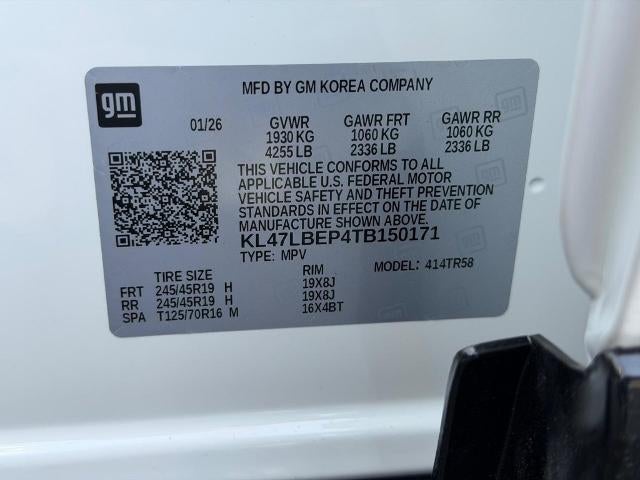 gm
MFD BY GM KOREA COMPANY
01/26 GVWR GAWR FRT GAWR RR
1930 KG 1060 KG 1060 KG
4255 LB 2336 LB 2336 LB
THIS VEHICLE CONFORMS TO ALL
APPLICABLE U.S. FEDERAL MOTOR
VEHICLE SAFETY AND THEFT PREVENTION
STANDARDS IN EFFECT ON THE DATE OF
MANUFACTURE SHOWN ABOVE.
KL47LBEP4TB150171
TYPE: MPV MODEL: 414TR58
TIRE SIZE RIM
FRT 245/45R19 H 19X8J
RR 245/45R19 H 19X8J
SPA T125/70R16 M 16X4BT